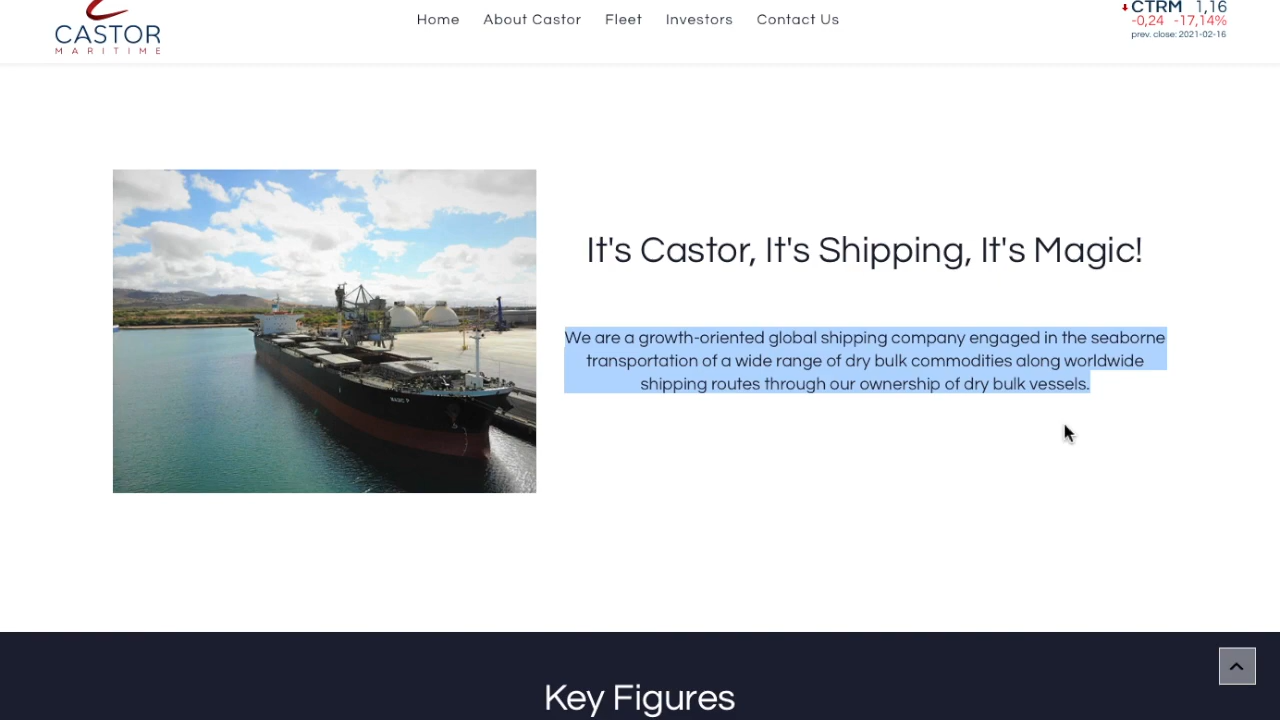 CASTOR
MARITIME
Home About Castor Fleet Investors Contact Us
CTRM 1,16
-0,24 -17,14%
prev. close: 2021-02-16
It's Castor, It's Shipping, It's Magic!
We are a growth-oriented global shipping company engaged in the seaborne
transportation of a wide range of dry bulk commodities along worldwide
shipping routes through our ownership of dry bulk vessels.
MAGIC P
Key Figures